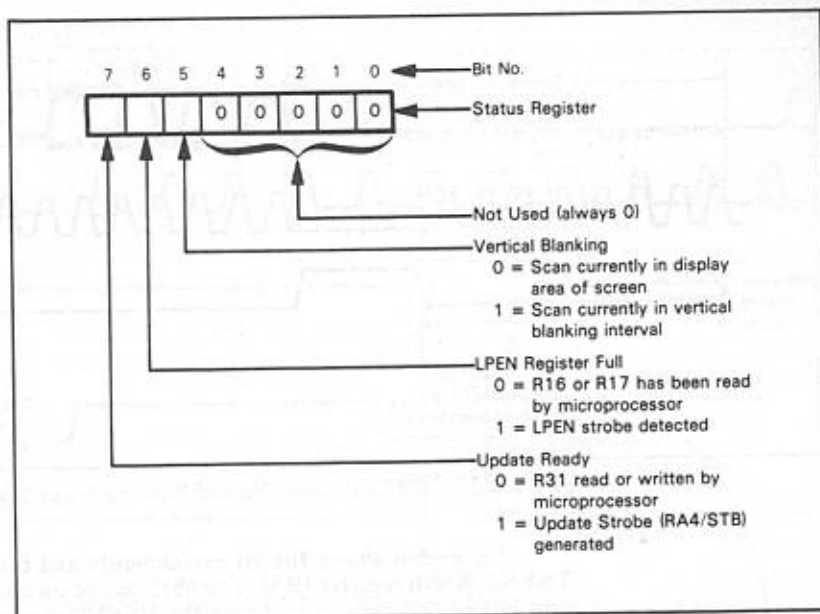 7 6 5 4 3 2 1 0 Bit No.
0 0 0 0 0 Status Register
Not Used (always 0)
Vertical Blanking
0 = Scan currently in display
area of screen
1 = Scan currently in vertical
blanking interval
LPEN Register Full
0 = R16 or R17 has been read
by microprocessor
1 = LPEN strobe detected
Update Ready
0 = R31 read or written by
microprocessor
1 = Update Strobe (RA4/STB)
generated